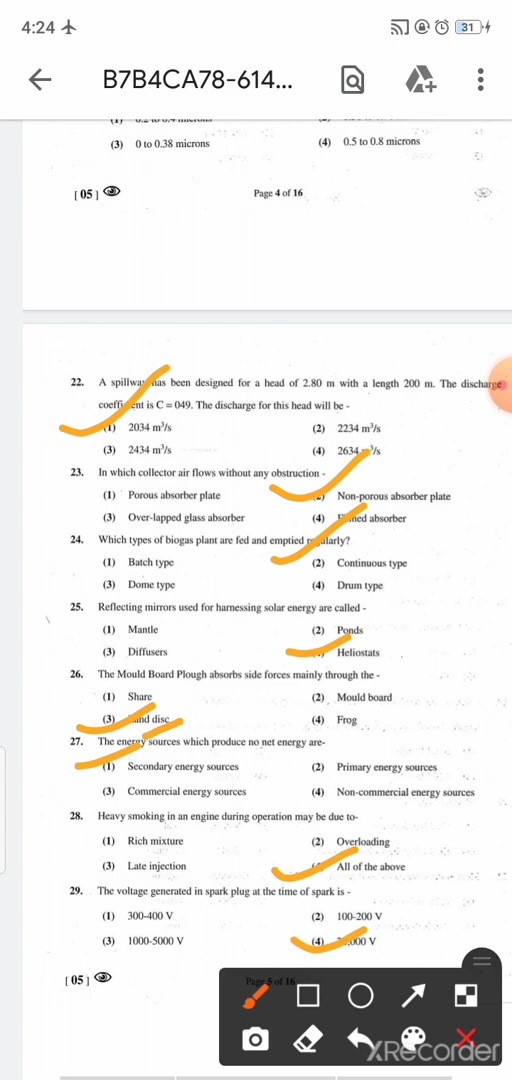 4:24
31
B7B4CA78-614...
(3) 0 to 0.38 microns (4) 0.5 to 0.8 microns
[ 05 ] Page 4 of 16
22. A spillway has been designed for a head of 2.80 m with a length 200 m. The discharge
coefficient is C = 049. The discharge for this head will be -
(1) 2034 m³/s (2) 2234 m³/s
(3) 2434 m³/s (4) 2634 m³/s
23. In which collector air flows without any obstruction -
(1) Porous absorber plate (2) Non-porous absorber plate
(3) Over-lapped glass absorber (4) Finned absorber
24. Which types of biogas plant are fed and emptied regularly?
(1) Batch type (2) Continuous type
(3) Dome type (4) Drum type
25. Reflecting mirrors used for harnessing solar energy are called -
(1) Mantle (2) Ponds
(3) Diffusers Heliostats
26. The Mould Board Plough absorbs side forces mainly through the -
(1) Share (2) Mould board
(3) disc (4) Frog
27. The energy sources which produce no net energy are-
(1) Secondary energy sources (2) Primary energy sources
(3) Commercial energy sources (4) Non-commercial energy sources
28. Heavy smoking in an engine during operation may be due to-
(1) Rich mixture (2) Overloading
(3) Late injection All of the above
29. The voltage generated in spark plug at the time of spark is -
(1) 300-400 V (2) 100-200 V
(3) 1000-5000 V (4) V
[ 05 ] Page 5 of 16
XRecorder